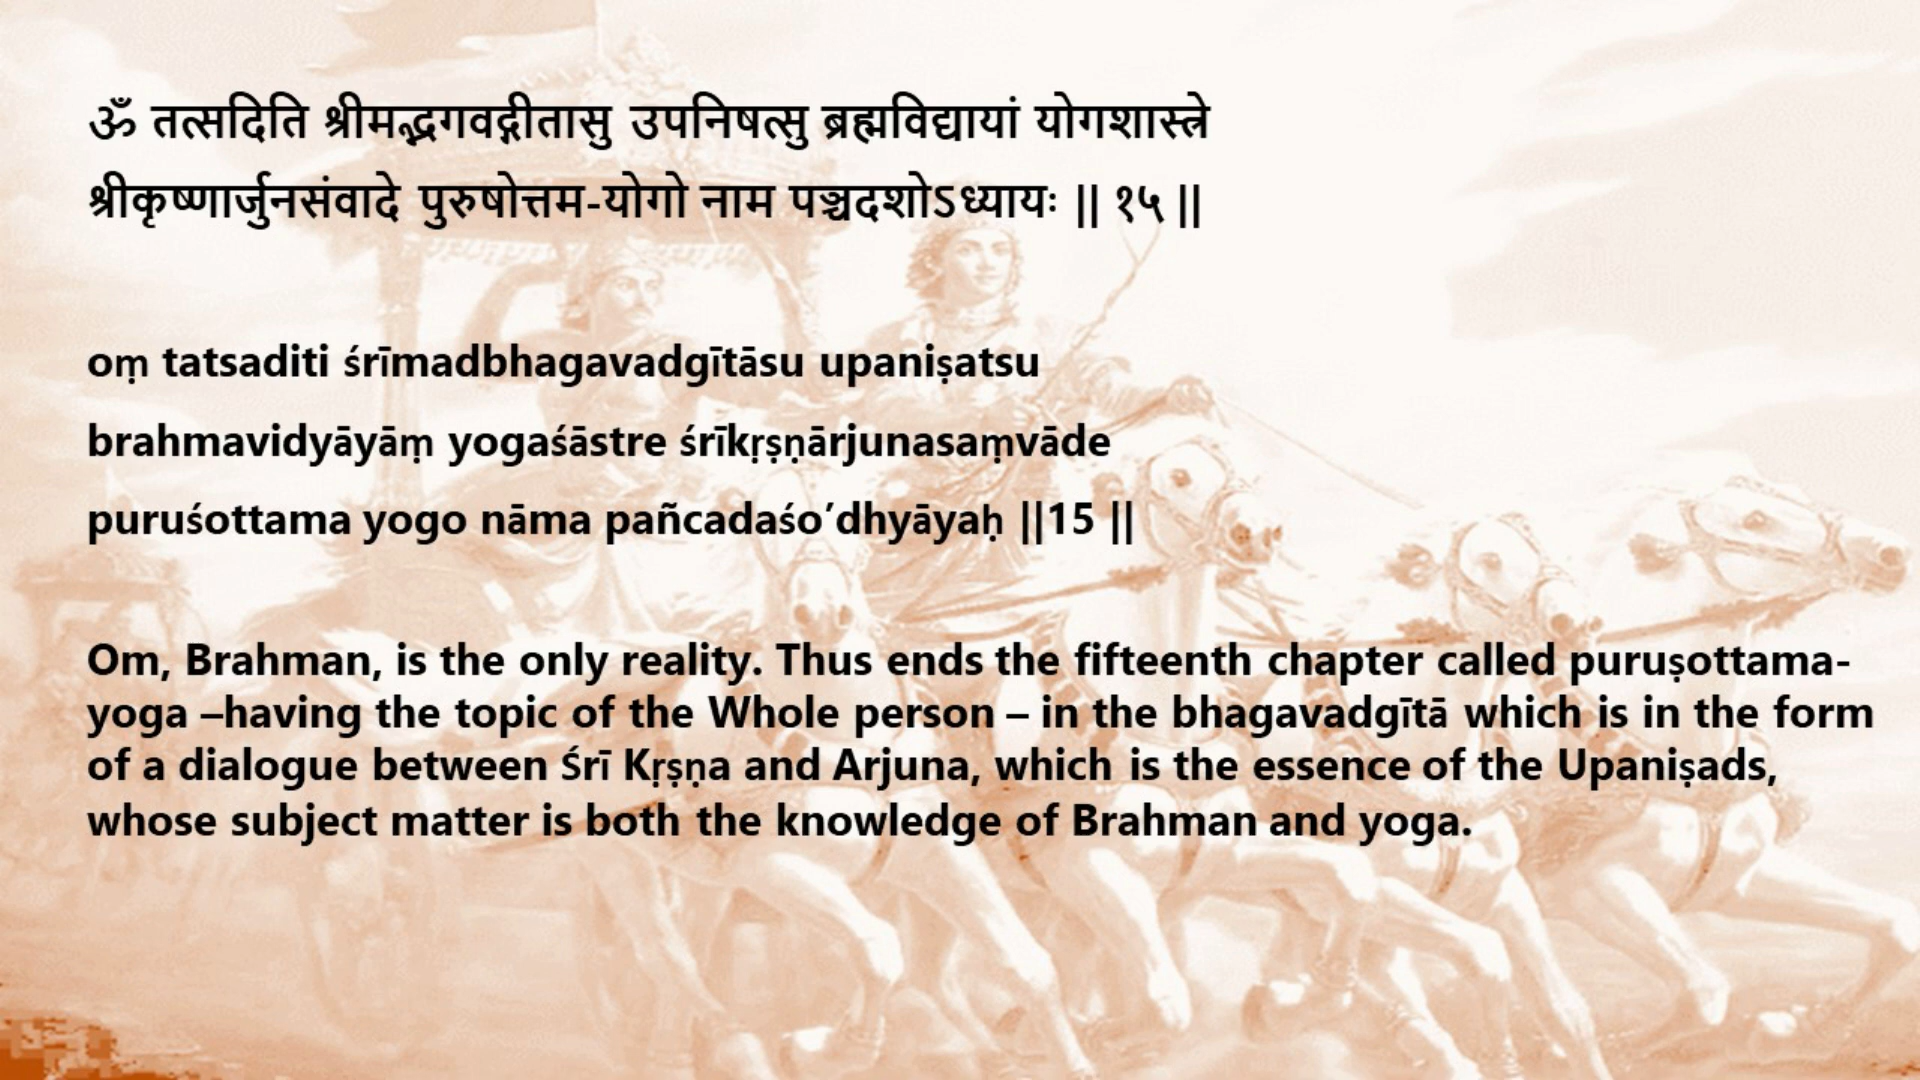 ॐ तत्सदिति श्रीमद्भगवद्गीतासु उपनिषत्सु ब्रह्मविद्यायां योगशास्त्रे
श्रीकृष्णार्जुनसंवादे पुरुषोत्तम-योगो नाम पञ्चदशोऽध्यायः || १५ ||
oṃ tatsaditi śrīmadbhagavadgītāsu upaniṣatsu
brahmavidyāyāṃ yogaśāstre śrīkṛṣṇārjunasaṃvāde
puruśottama yogo nāma pañcadaśo’dhyāyaḥ ||15 ||
Om, Brahman, is the only reality. Thus ends the fifteenth chapter called puruṣottama-
yoga –having the topic of the Whole person – in the bhagavadgītā which is in the form
of a dialogue between Śrī Kṛṣṇa and Arjuna, which is the essence of the Upaniṣads,
whose subject matter is both the knowledge of Brahman and yoga.